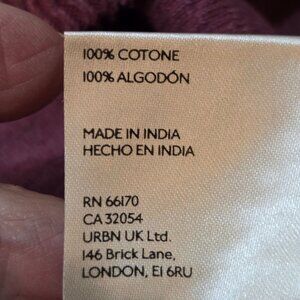 100% COTONE
100% ALGODÓN
MADE IN INDIA
HECHO EN INDIA
RN 66170
CA 32054
URBN UK Ltd.
146 Brick Lane,
LONDON, E1 6RU